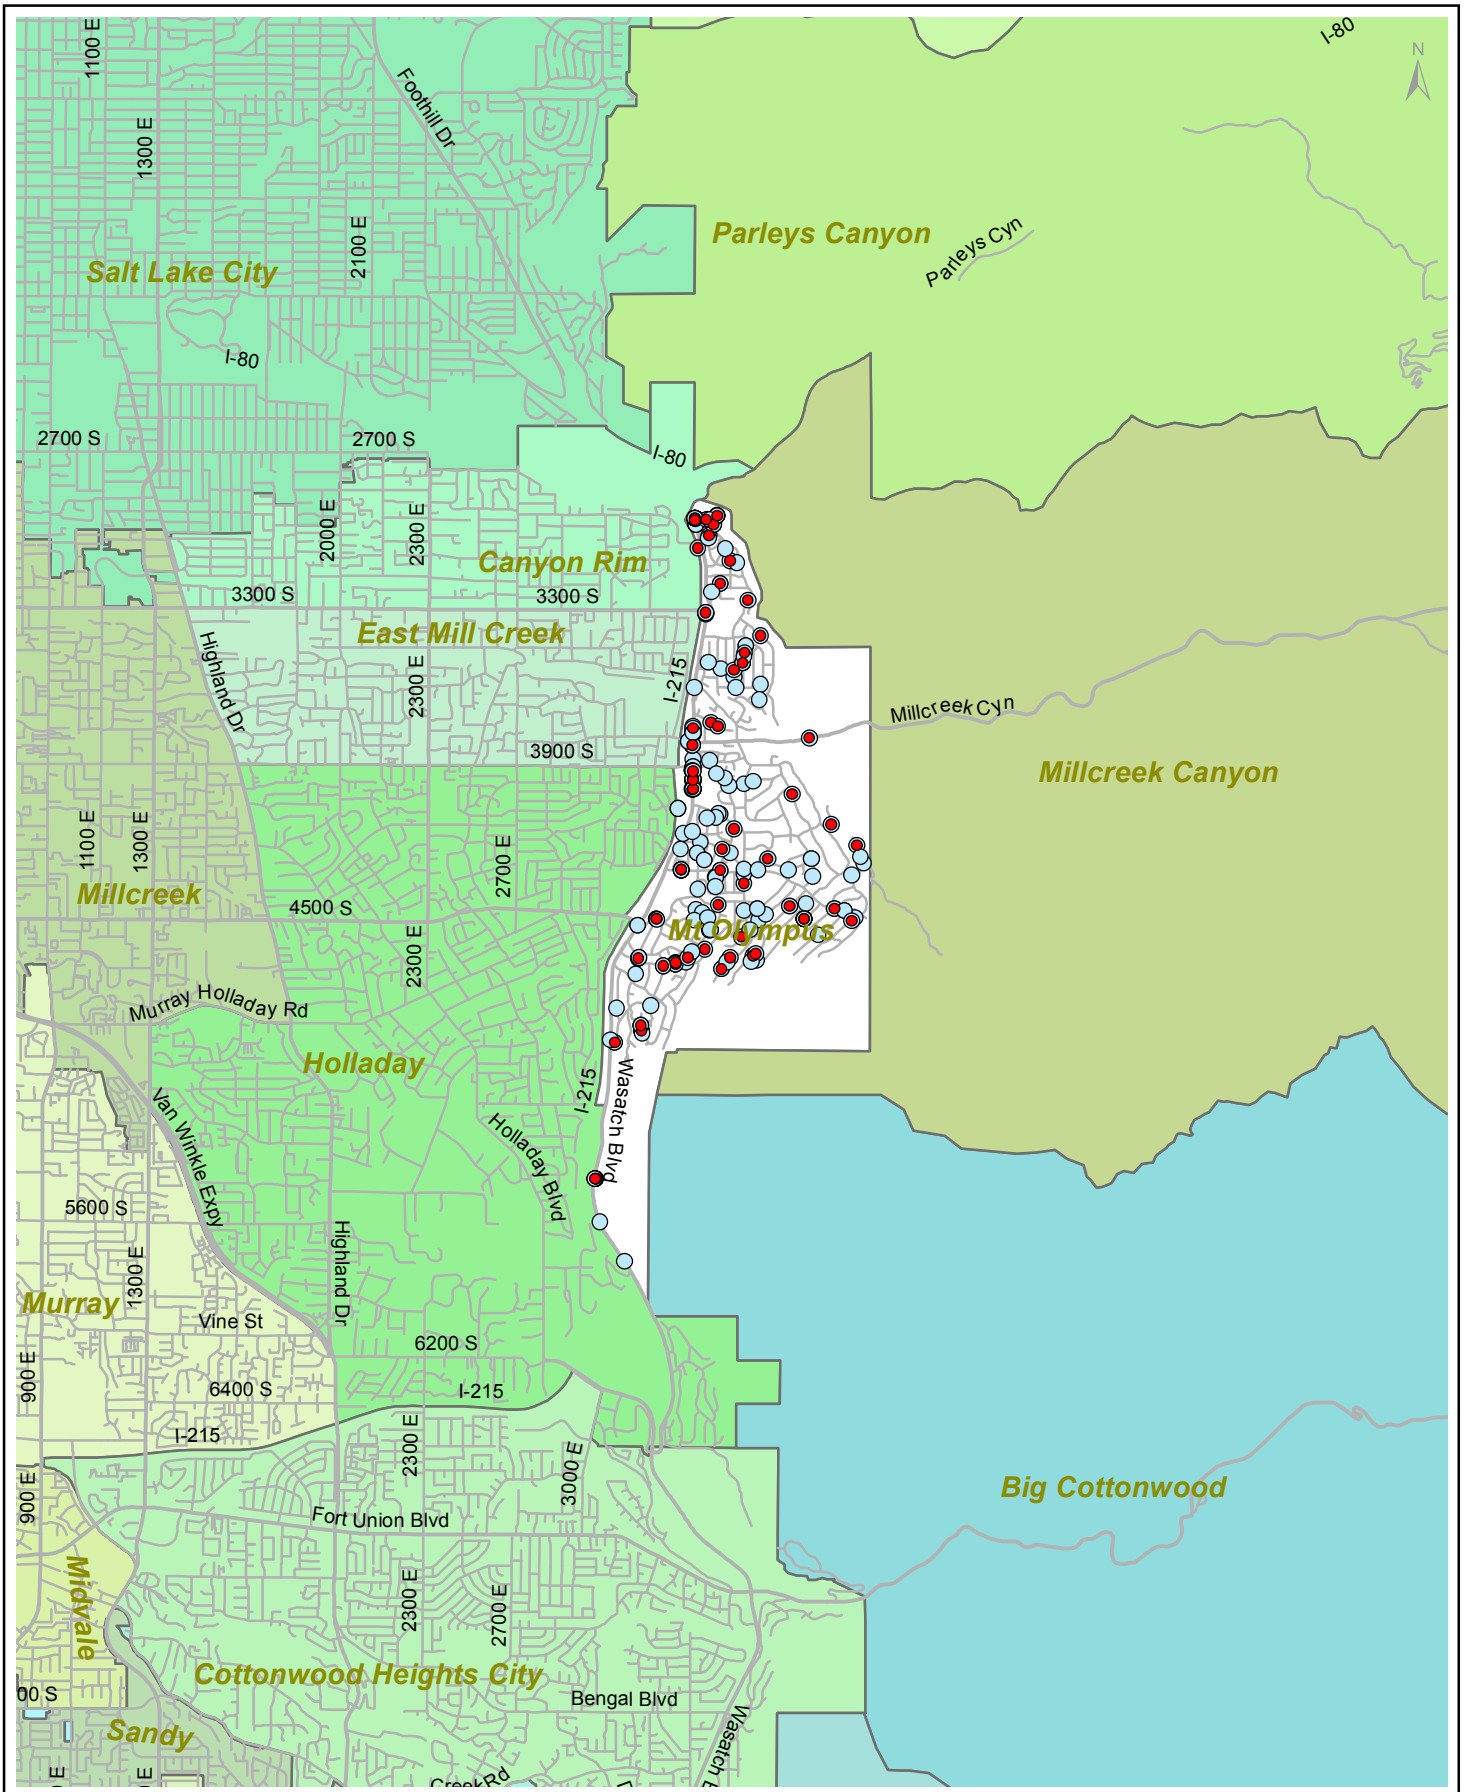 I-80
N
1100 E
Foothill Dr
1300 E
2100 E
Parleys Canyon
Parleys Cyn
Salt Lake City
I-80
2700 S
2700 S
I-80
2000 E
2300 E
Canyon Rim
3300 S
3300 S
East Mill Creek
Highland Dr
2300 E
I-215
Millcreek Cyn
3900 S
Millcreek Canyon
1100 E
1300 E
2700 E
Millcreek
4500 S
Mt Olympus
2300 E
Murray Holladay Rd
Holladay
I-215
Wasatch Blvd
Van Winkle Expy
Holladay Blvd
5600 S
Highland Dr
1300 E
Murray
Vine St
6200 S
900 E
6400 S
I-215
I-215
2300 E
3000 E
900 E
Big Cottonwood
Fort Union Blvd
Midvale
2300 E
2700 E
Cottonwood Heights City
00 S
Bengal Blvd
Sandy
Wasatch B
E
E
Creek Rd